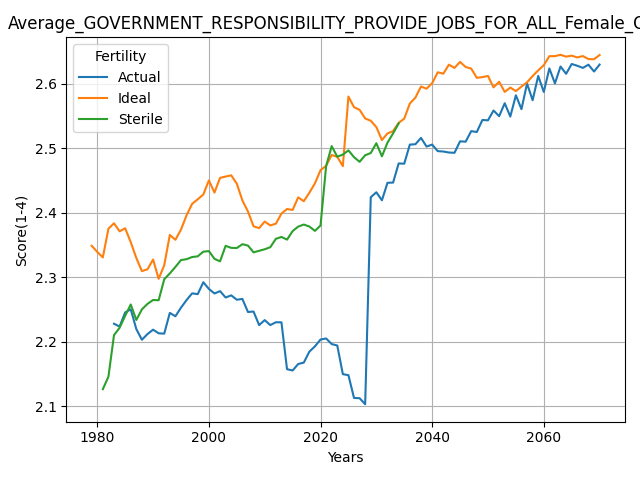 Average_GOVERNMENT_RESPONSIBILITY_PROVIDE_JOBS_FOR_ALL_Female_
Fertility
Actual
Ideal
Sterile
Score(1-4)
2.6
2.5
2.4
2.3
2.2
2.1
1980 2000 2020 2040 2060
Years